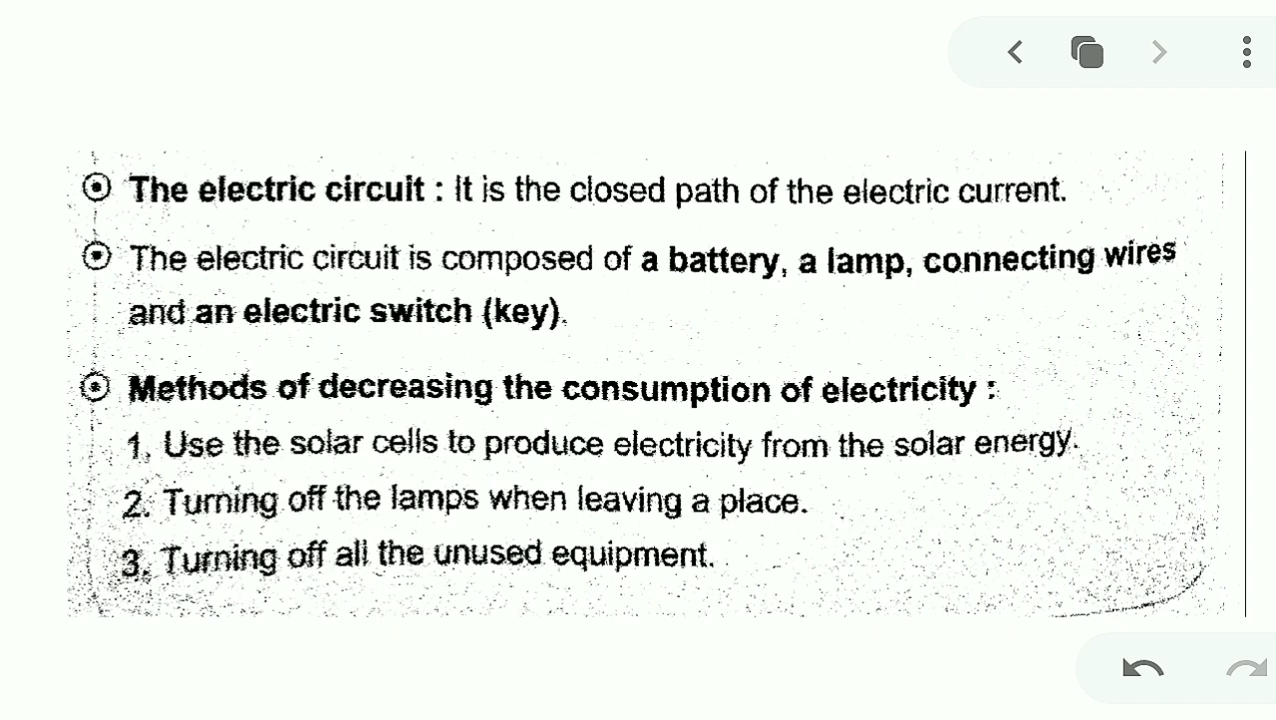 The electric circuit : It is the closed path of the electric current.
The electric circuit is composed of a battery, a lamp, connecting wires
and an electric switch (key).
Methods of decreasing the consumption of electricity :
1. Use the solar cells to produce electricity from the solar energy.
2. Turning off the lamps when leaving a place.
3. Turning off all the unused equipment.